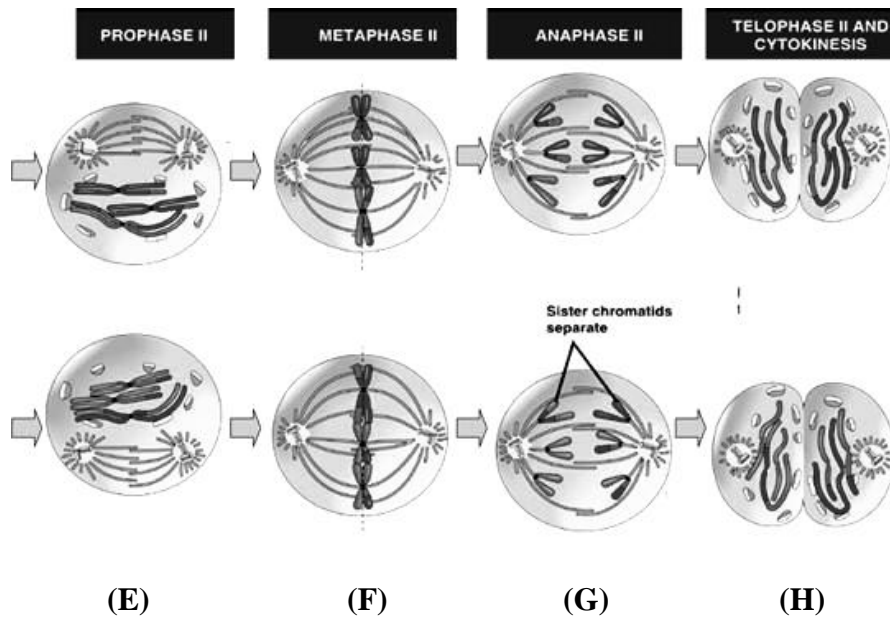 PROPHASE II
METAPHASE II
ANAPHASE II
TELOPHASE II AND
CYTOKINESIS
Sister chromatids
separate
(E)
(F)
(G)
(H)